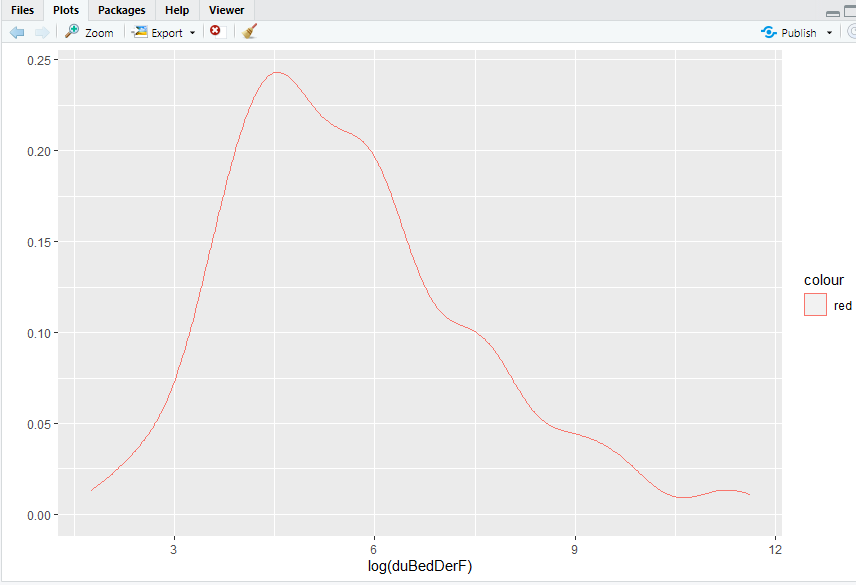 Files Plots Packages Help Viewer
Zoom Export Publish
0.25
0.20
0.15
0.10
0.05
0.00
3 6 9 12
log(duBedDerF)
colour
red